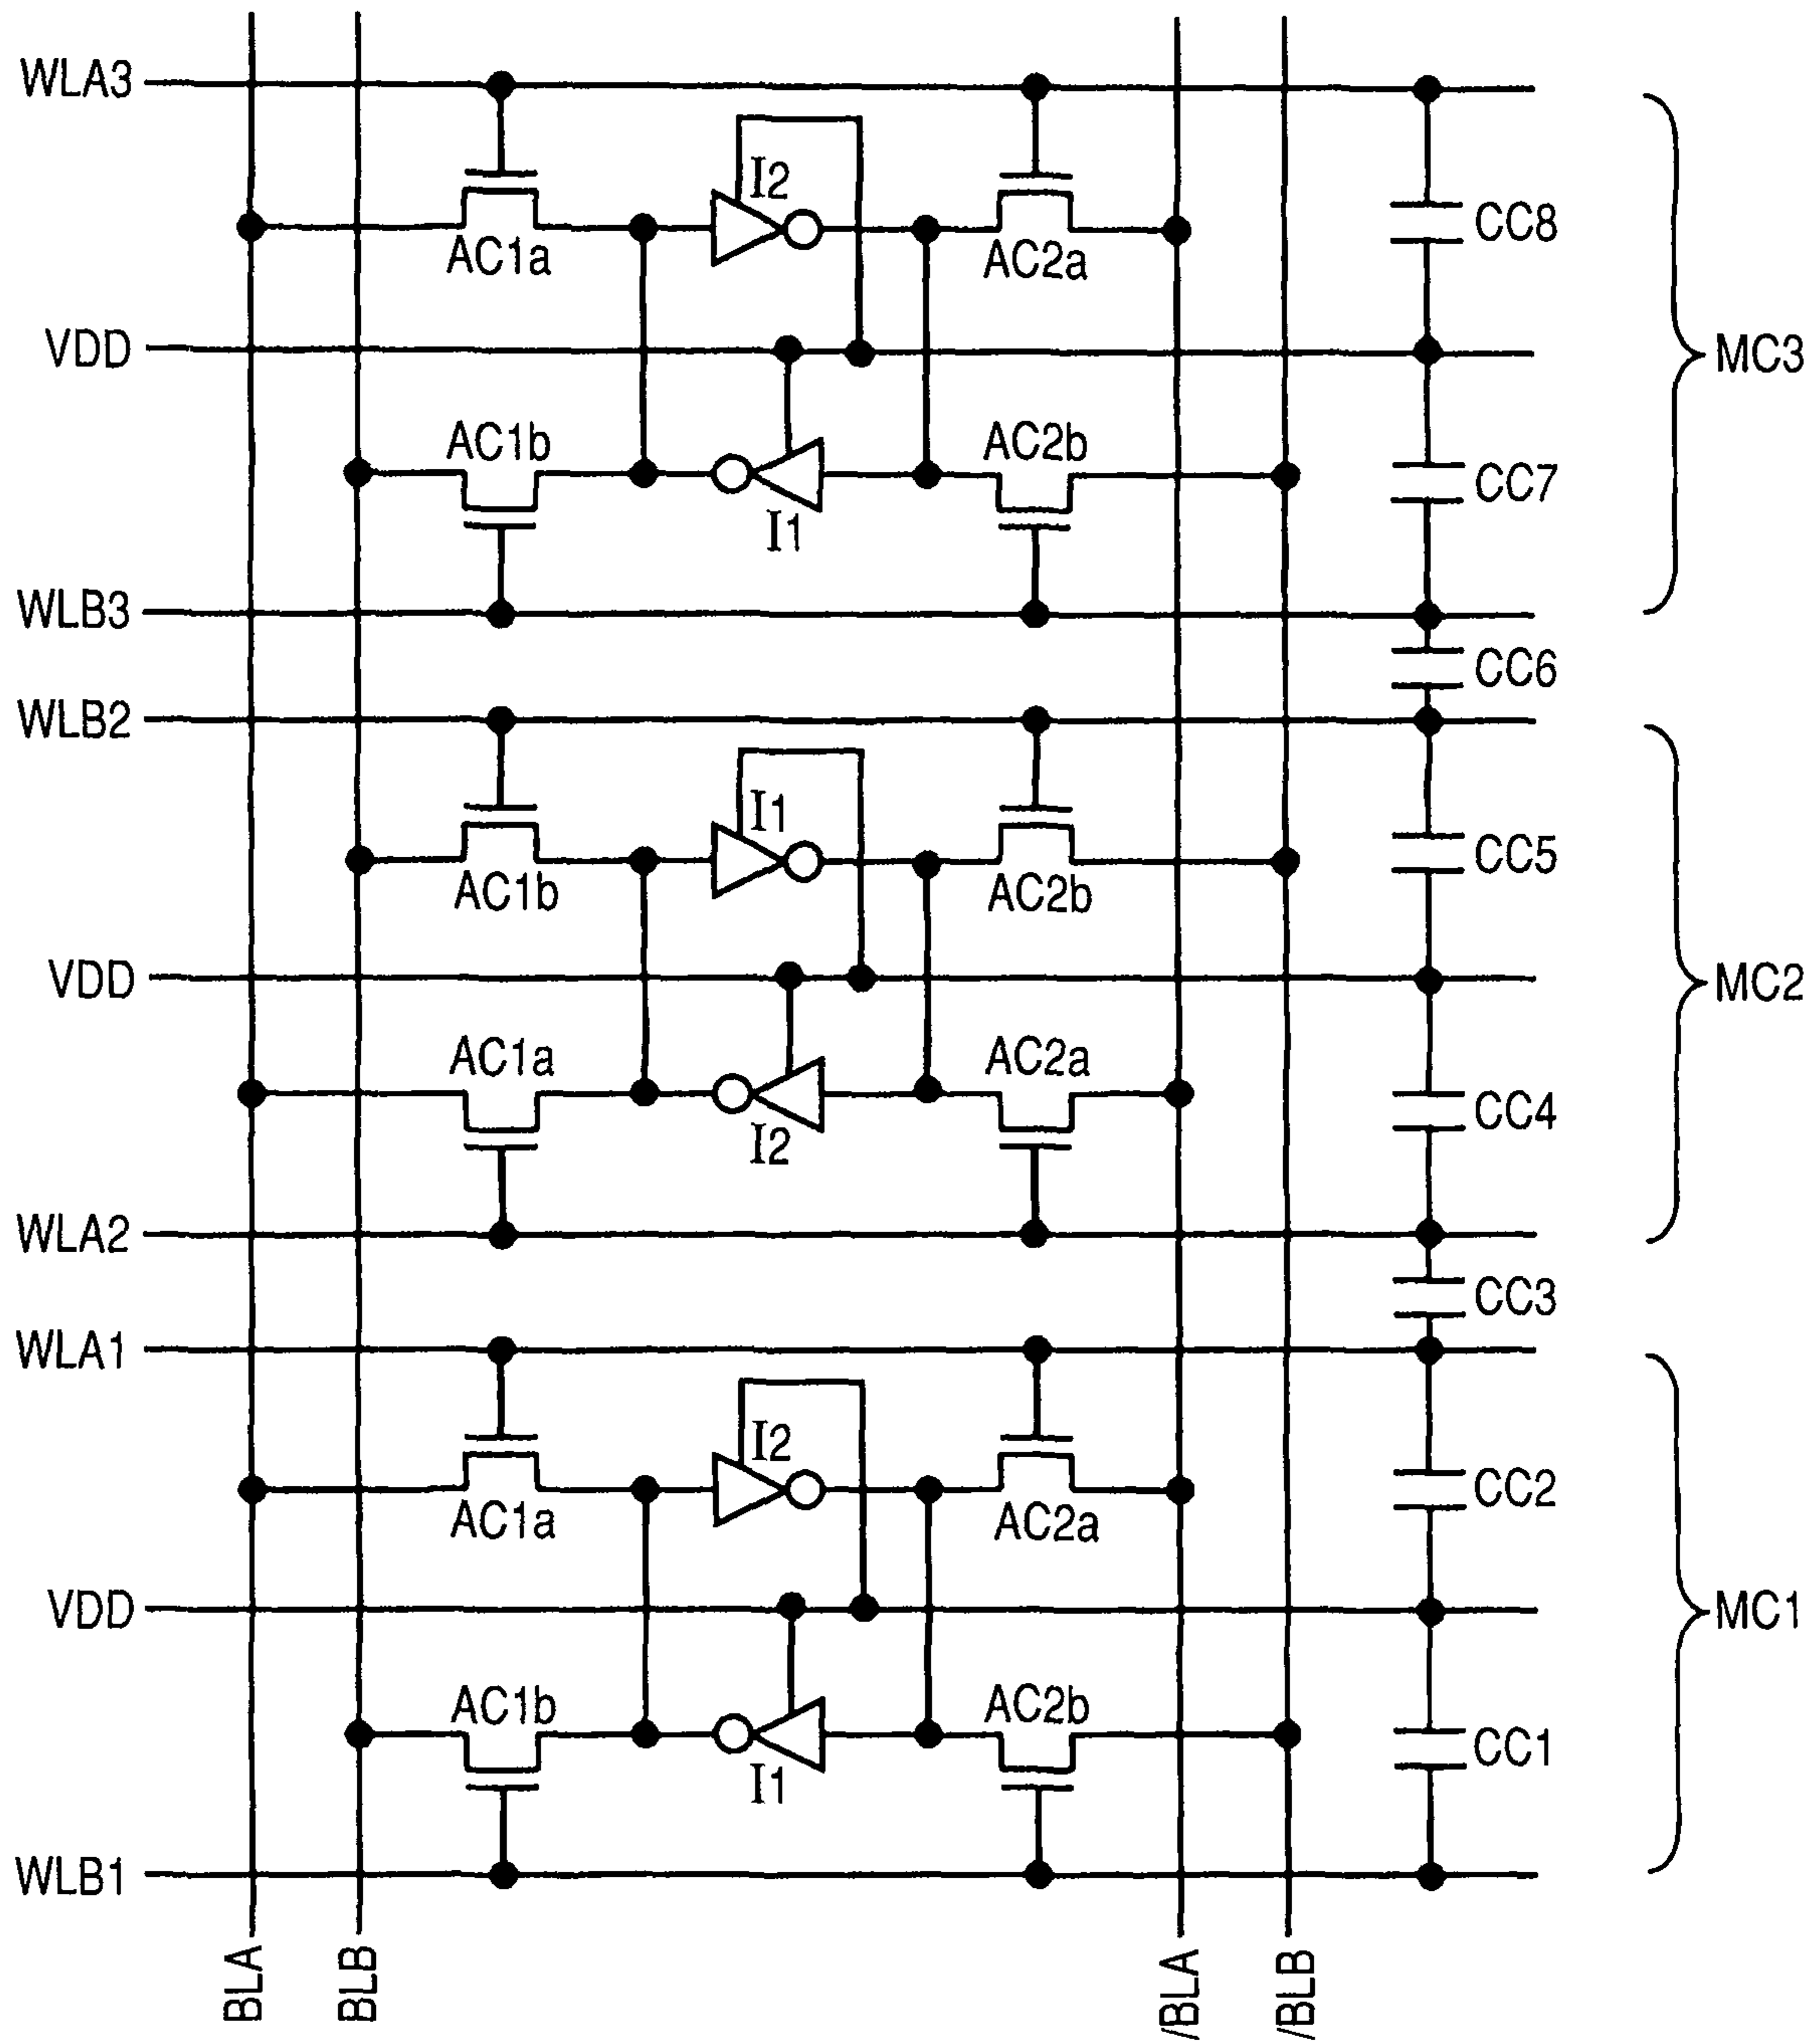 WLA3
I2
AC1a
AC2a
CC8
VDD
MC3
AC1b
AC2b
CC7
I1
WLB3
CC6
WLB2
I1
AC1b
AC2b
CC5
VDD
MC2
AC1a
AC2a
CC4
I2
WLA2
CC3
WLA1
I2
AC1a
AC2a
CC2
VDD
MC1
AC1b
AC2b
CC1
I1
WLB1
BLA
BLB
/BLA
/BLB